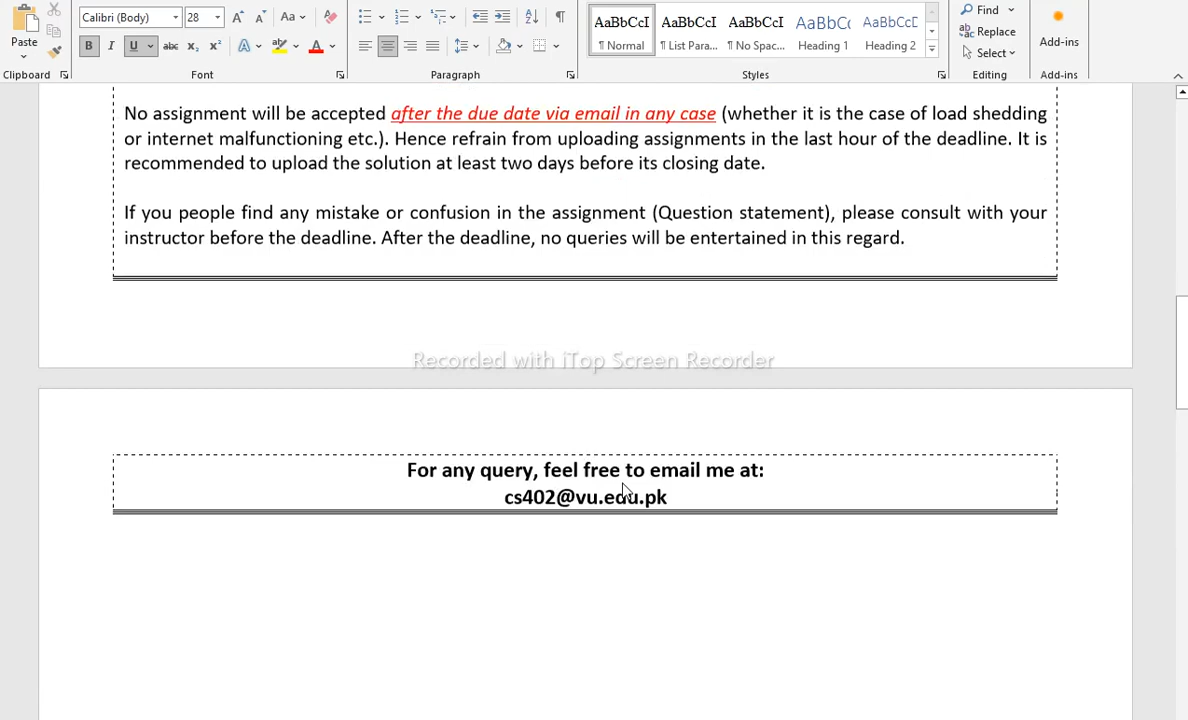 Calibri (Body) 28 Aa Find
Paste B I U abc x₂ x² A A AaBbCcI AaBbCcI AaBbCcI AaBbC( AaBbCcE Replace
¶ Normal ¶ List Para... ¶ No Spac... Heading 1 Heading 2 Select Add-ins
Clipboard Font Paragraph Styles Editing Add-ins
No assignment will be accepted after the due date via email in any case (whether it is the case of load shedding
or internet malfunctioning etc.). Hence refrain from uploading assignments in the last hour of the deadline. It is
recommended to upload the solution at least two days before its closing date.
If you people find any mistake or confusion in the assignment (Question statement), please consult with your
instructor before the deadline. After the deadline, no queries will be entertained in this regard.
Recorded with iTop Screen Recorder
For any query, feel free to email me at:
cs402@vu.edu.pk